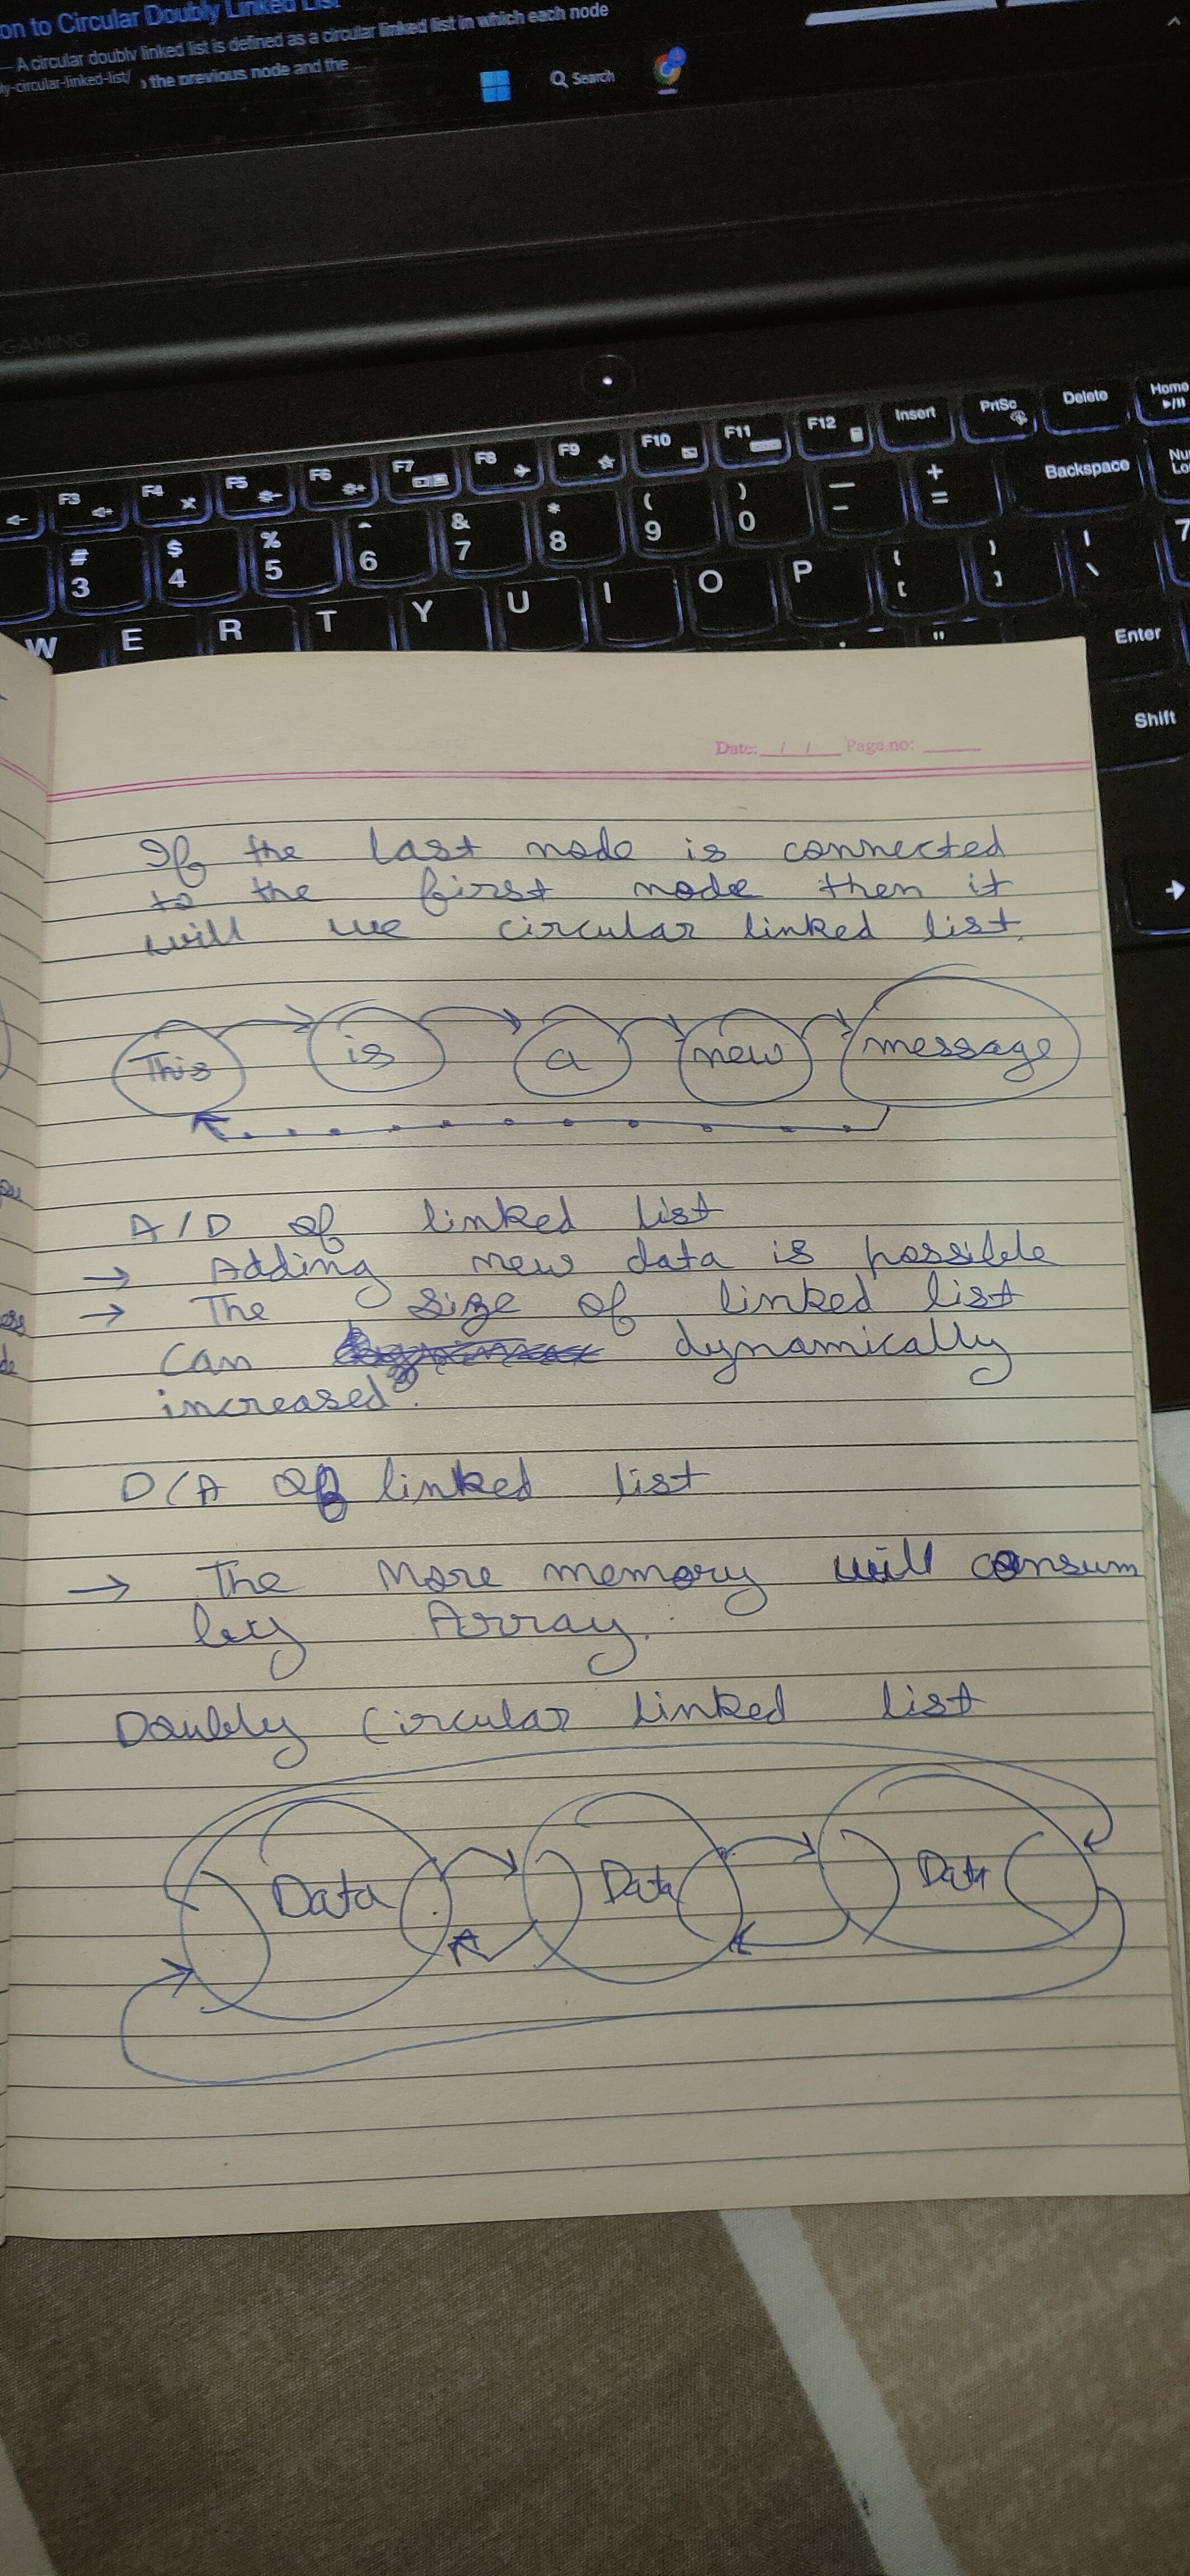 on to Circular Doubly Linked List
— A circular doubly linked list is defined as a circular linked list in which each node
ly-circular-linked-list/ the previous node and the ...
Search
GAMING
F3 F4 F5 F6 F7 F8 F9 F10 F11 F12 Insert PrtSc Delete Home
# 3 $ 4 % 5 ^ 6 & 7 * 8 ( 9 ) 0 — - + = Backspace
W E R T Y U I O P { [ } ] | \ 7
" Enter
Shift
Date: / / Page no:
If the last node is connected
to the first node then it
will we circular linked list.
This is a new message
A/D of linked list
→ Adding new data is possible
→ The size of linked list
can dynamically
increased.
D/A of linked list
→ The More memory will consum
by Array.
Doubly Circular linked list
Data Data Data